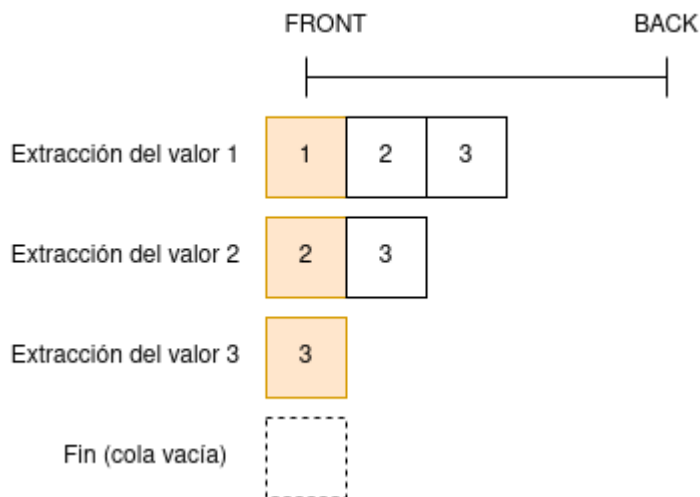 FRONT BACK
Extracción del valor 1 1 2 3
Extracción del valor 2 2 3
Extracción del valor 3 3
Fin (cola vacía)